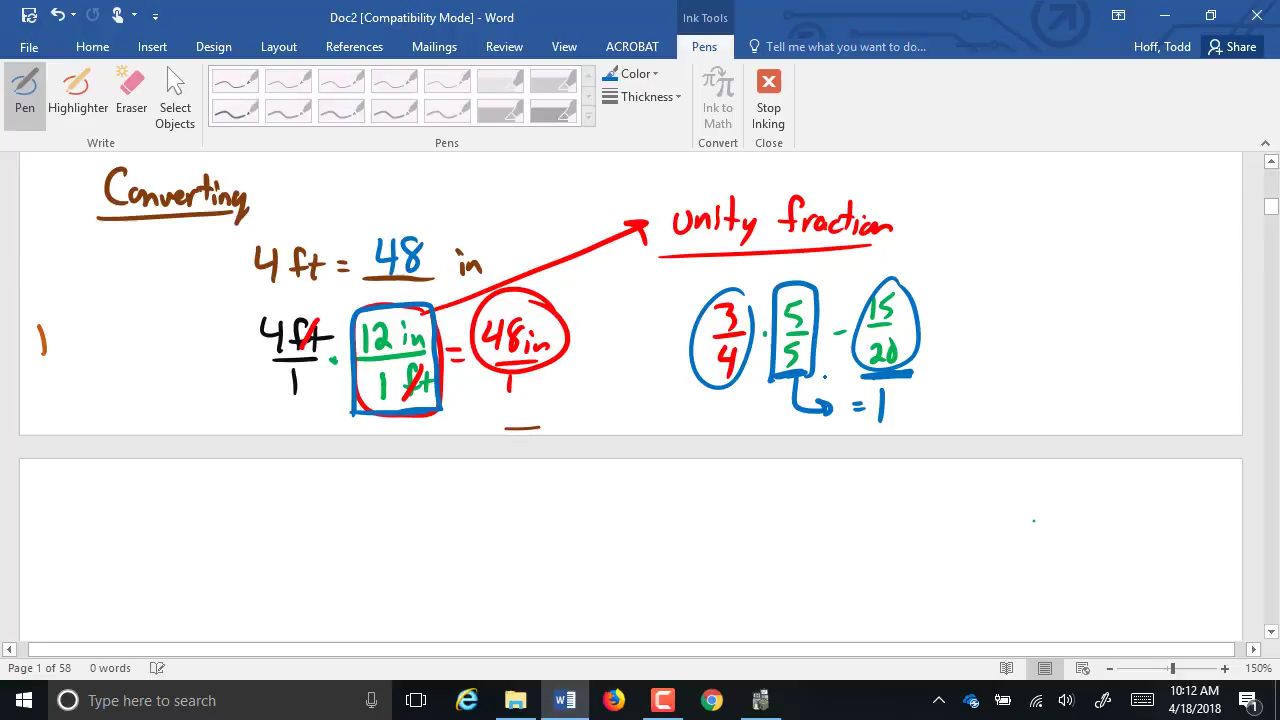 Doc2 [Compatibility Mode] - Word
Ink Tools
File Home Insert Design Layout References Mailings Review View ACROBAT Pens Tell me what you want to do... Hoff, Todd Share
Pen Highlighter Eraser Select Objects
Color
Thickness
Ink to Math
Stop Inking
Write Pens Convert Close
Converting
unity fraction
4 ft = 48 in
4ft/1 · 12 in/1 ft = 48in/1
3/4 · 5/5 - 15/20
= 1
1
Page 1 of 58 0 words 150%
Type here to search
10:12 AM
4/18/2018
1